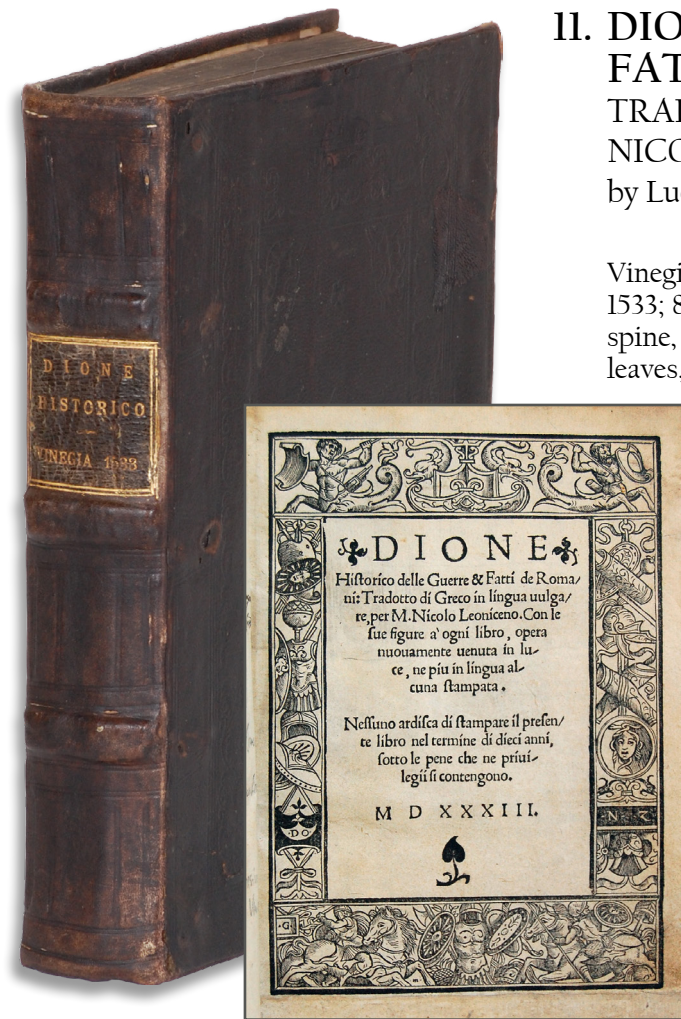 11. DIO
FAT
TRA
NICO
by Lu
Vinegi
1533; 8
spine,
leaves,
DIONE
HISTORICO
VINEGIA 1533
DIONE
Hiſtorico delle Guerre & Fatti de Roma/
ni: Tradotto di Greco in lingua uulga/
re, per M. Nicolo Leoniceno. Con le
ſue figure a' ogni libro, opera
nuouamente uenuta in lu-
ce, ne piu in lingua al-
cuna ſtampata.
Neſſuno ardiſca di ſtampare il preſen/
te libro nel termine di dieci anni,
ſotto le pene che ne priui-
legii ſi contengono.
M D XXXIII.
DO
N
G